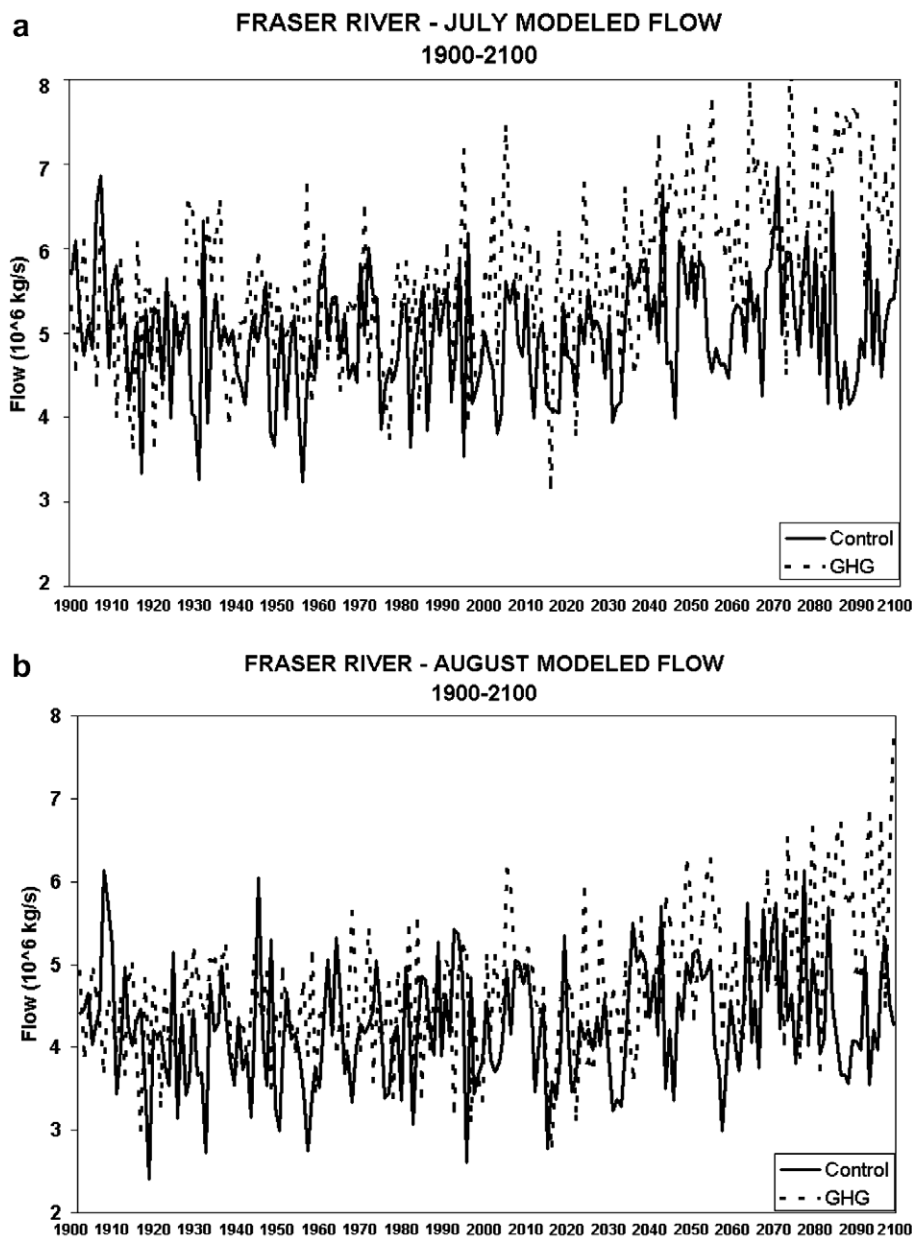 a
FRASER RIVER - JULY MODELED FLOW
1900-2100
Flow (10^6 kg/s)
8
7
6
5
4
3
2
Control
GHG
1900 1910 1920 1930 1940 1950 1960 1970 1980 1990 2000 2010 2020 2030 2040 2050 2060 2070 2080 2090 2100
b
FRASER RIVER - AUGUST MODELED FLOW
1900-2100
Flow (10^6 kg/s)
8
7
6
5
4
3
2
Control
GHG
1900 1910 1920 1930 1940 1950 1960 1970 1980 1990 2000 2010 2020 2030 2040 2050 2060 2070 2080 2090 2100